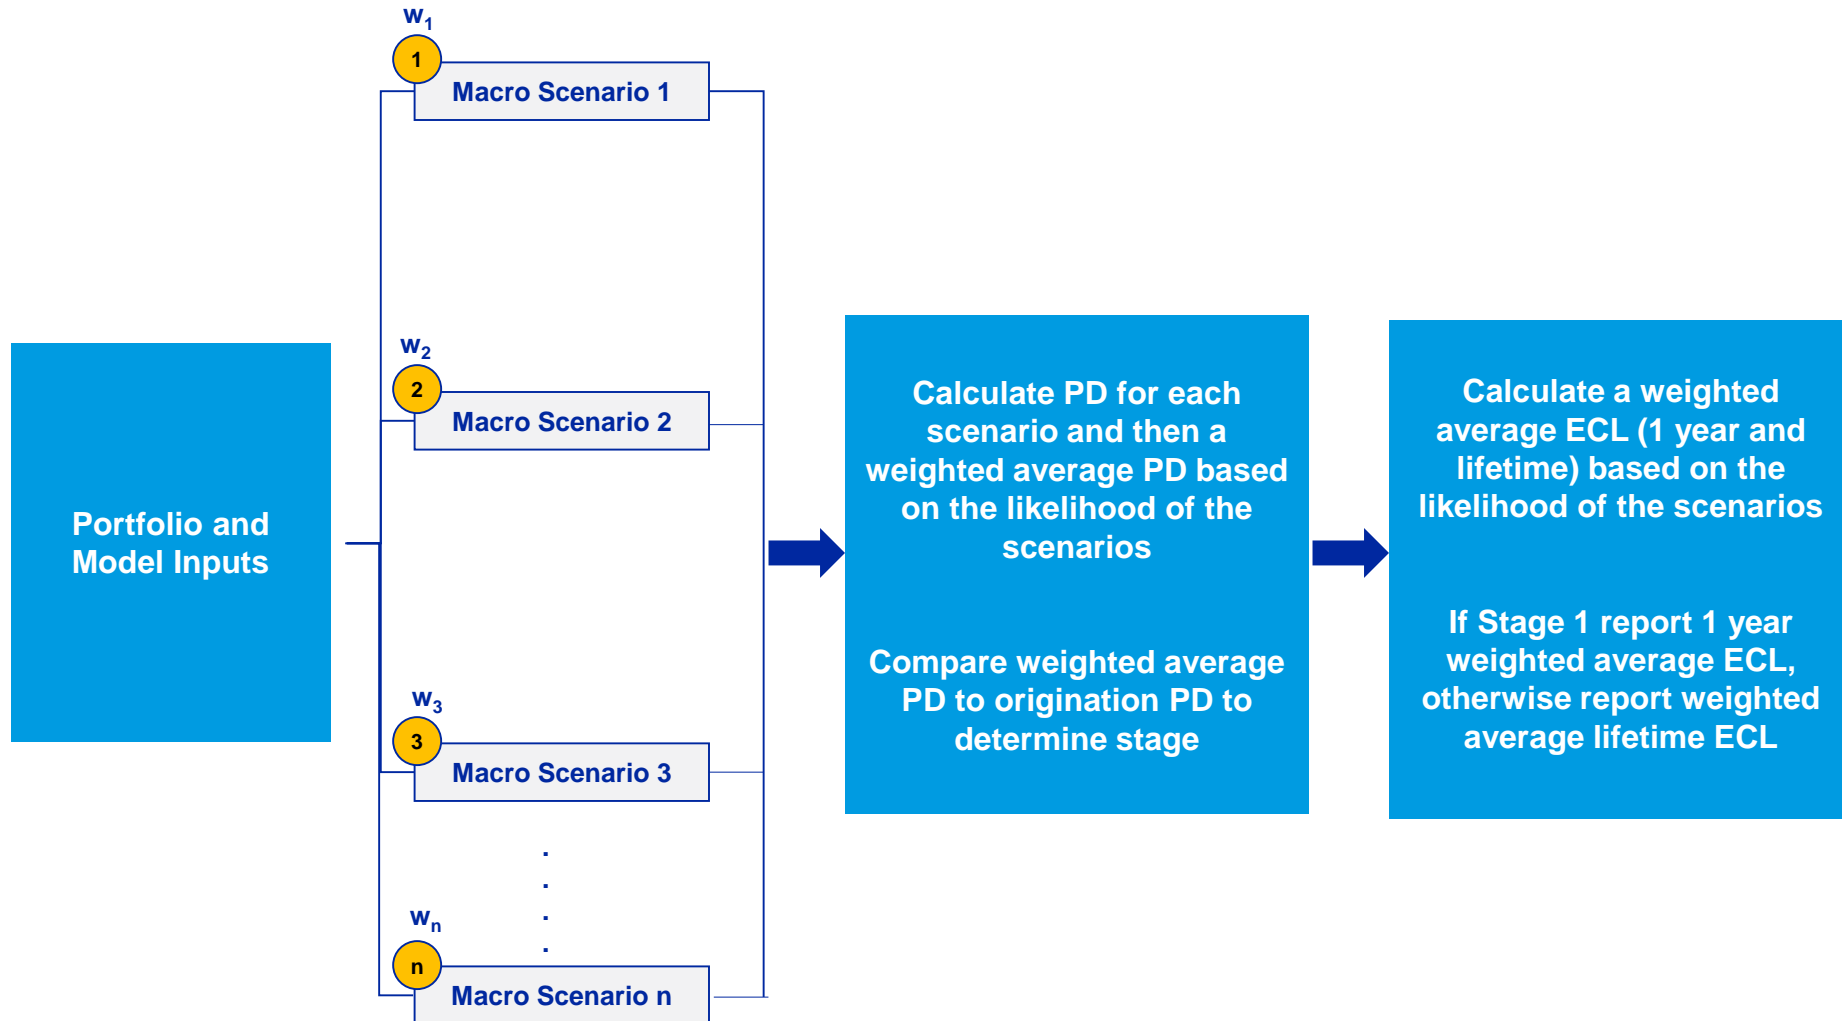 Portfolio and
Model Inputs
w1
1
Macro Scenario 1
w2
2
Macro Scenario 2
w3
3
Macro Scenario 3
.
.
.
.
wn
n
Macro Scenario n
Calculate PD for each
scenario and then a
weighted average PD based
on the likelihood of the
scenarios
Compare weighted average
PD to origination PD to
determine stage
Calculate a weighted
average ECL (1 year and
lifetime) based on the
likelihood of the scenarios
If Stage 1 report 1 year
weighted average ECL,
otherwise report weighted
average lifetime ECL